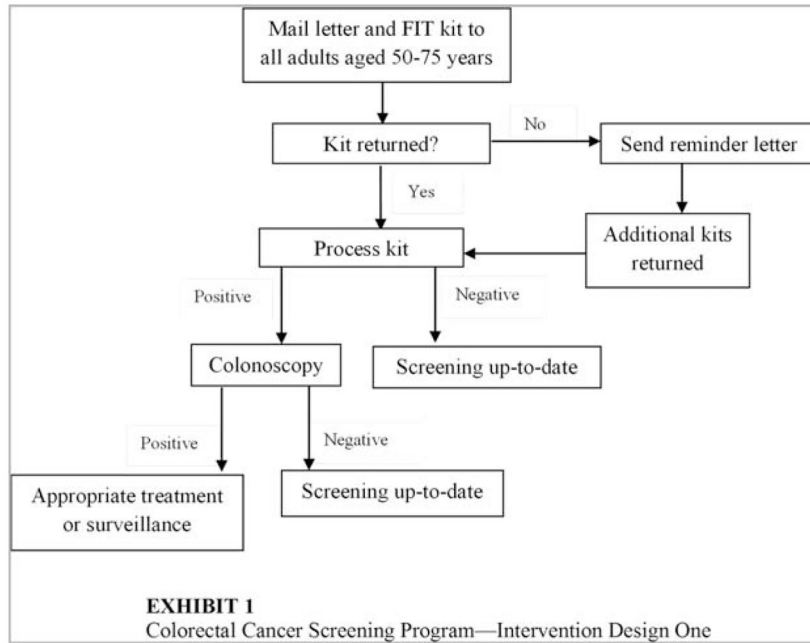 Mail letter and FIT kit to
all adults aged 50-75 years
No
Kit returned?
Send reminder letter
Yes
Additional kits
returned
Process kit
Positive
Negative
Colonoscopy
Screening up-to-date
Positive
Negative
Appropriate treatment
or surveillance
Screening up-to-date
EXHIBIT 1
Colorectal Cancer Screening Program—Intervention Design One